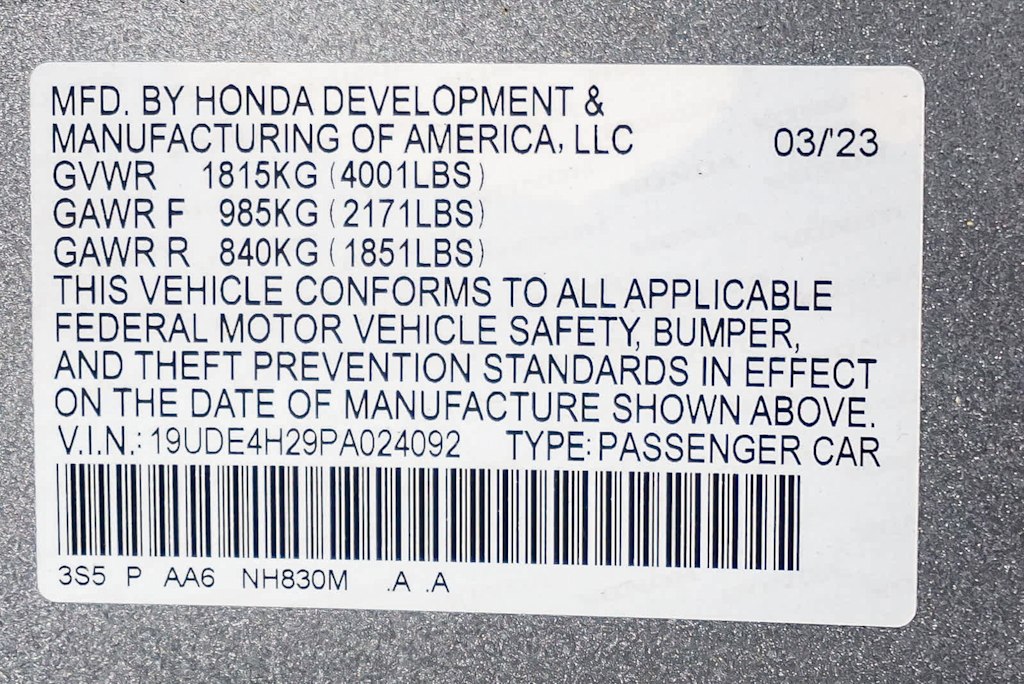 MFD. BY HONDA DEVELOPMENT &
MANUFACTURING OF AMERICA, LLC 03/'23
GVWR 1815KG (4001LBS)
GAWR F 985KG (2171LBS)
GAWR R 840KG (1851LBS)
THIS VEHICLE CONFORMS TO ALL APPLICABLE
FEDERAL MOTOR VEHICLE SAFETY, BUMPER,
AND THEFT PREVENTION STANDARDS IN EFFECT
ON THE DATE OF MANUFACTURE SHOWN ABOVE.
V.I.N.: 19UDE4H29PA024092 TYPE: PASSENGER CAR
3S5 P AA6 NH830M .A .A